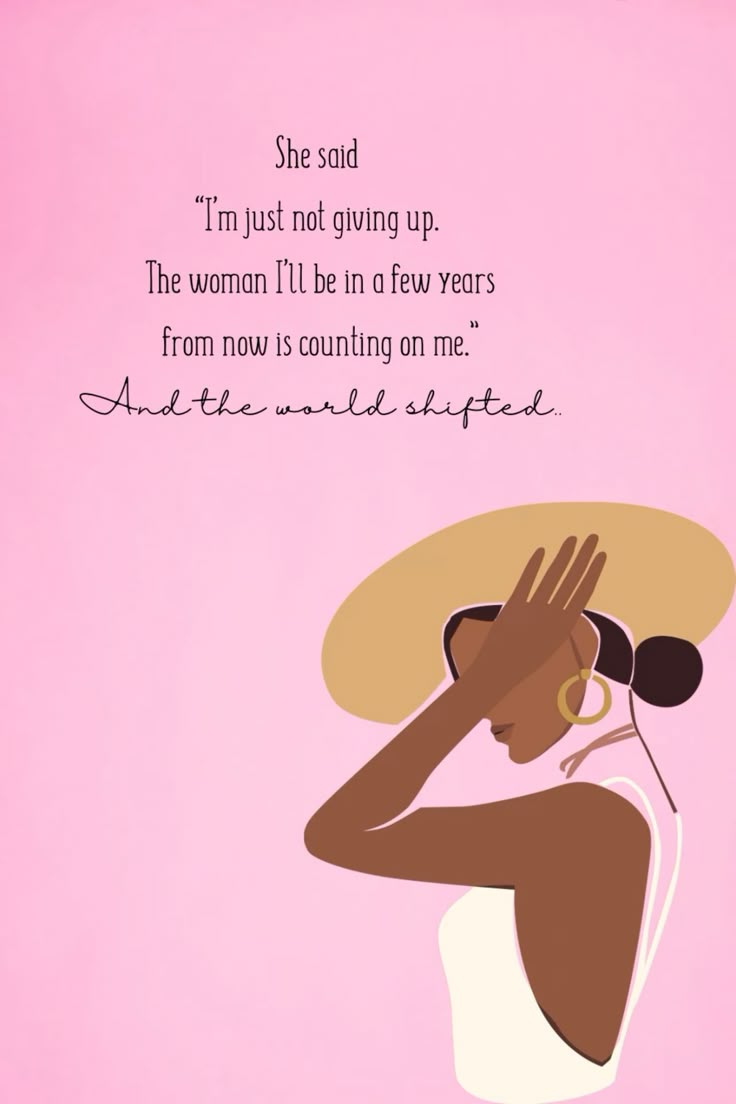 She said
“I'm just not giving up.
The woman I'll be in a few years
from now is counting on me.”
And the world shifted..